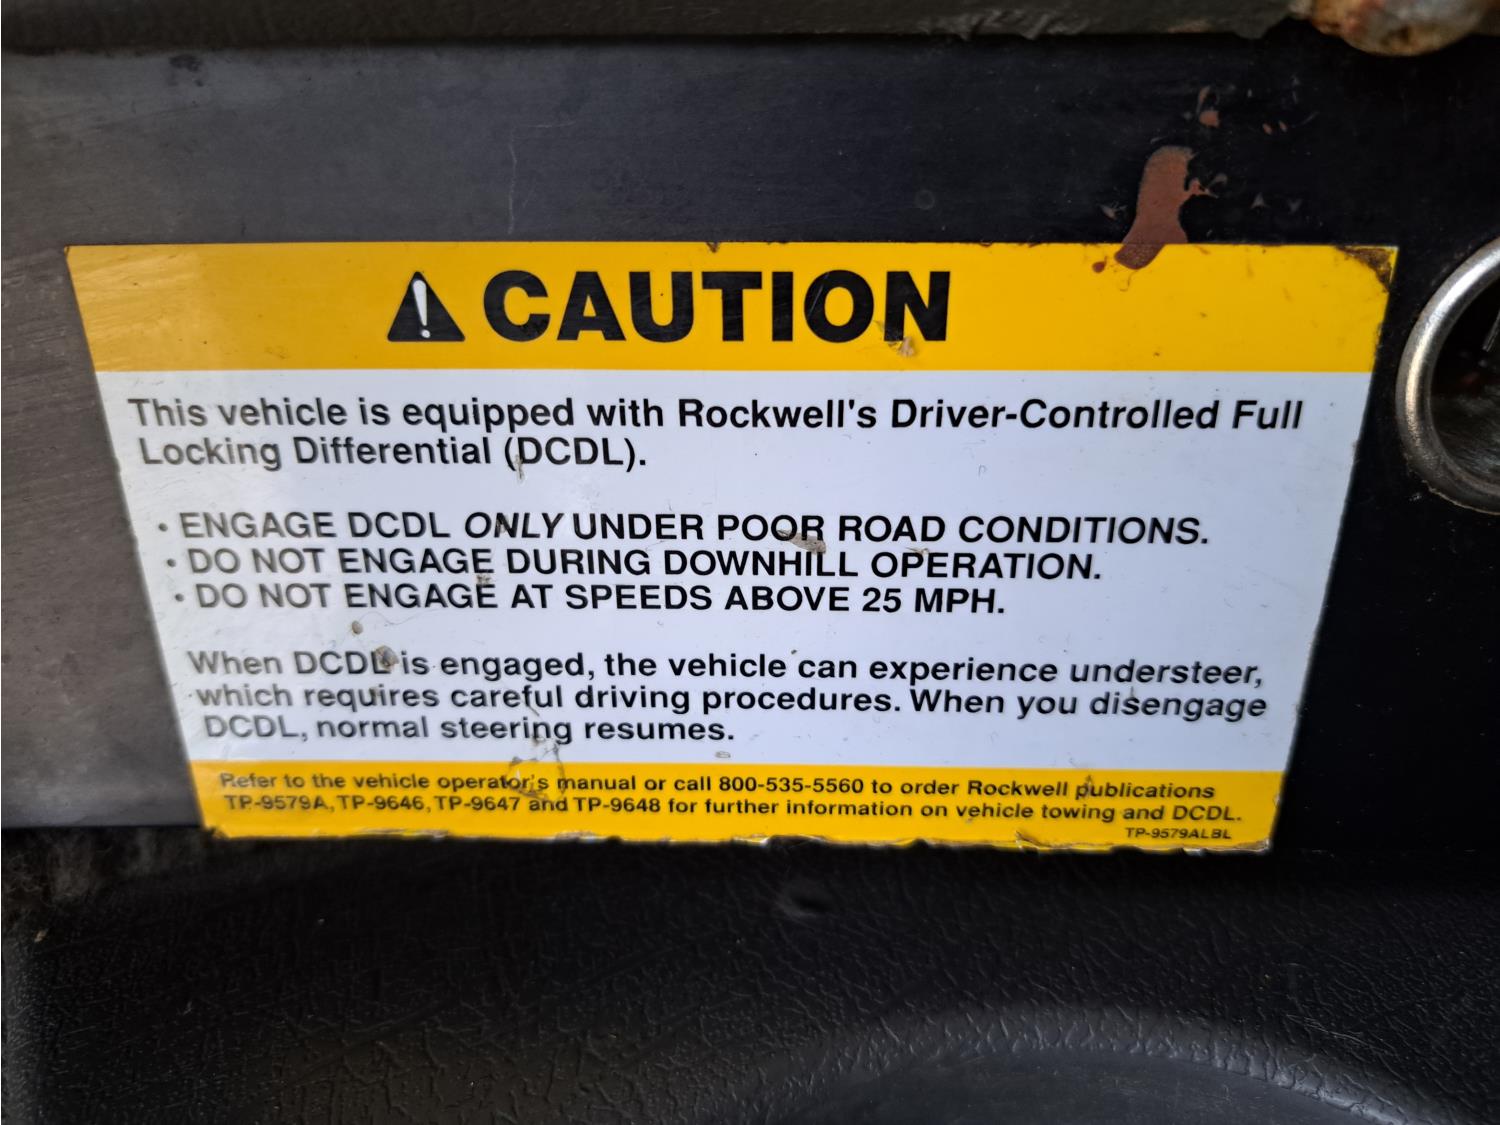 CAUTION
This vehicle is equipped with Rockwell's Driver-Controlled Full
Locking Differential (DCDL).
• ENGAGE DCDL ONLY UNDER POOR ROAD CONDITIONS.
• DO NOT ENGAGE DURING DOWNHILL OPERATION.
• DO NOT ENGAGE AT SPEEDS ABOVE 25 MPH.
When DCDL is engaged, the vehicle can experience understeer,
which requires careful driving procedures. When you disengage
DCDL, normal steering resumes.
Refer to the vehicle operator's manual or call 800-535-5560 to order Rockwell publications
TP-9579A, TP-9646, TP-9647 and TP-9648 for further information on vehicle towing and DCDL.
TP-9579ALBL